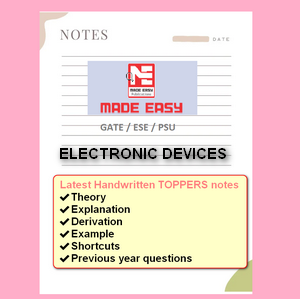 NOTES
DATE
MADE EASY
PUBLICATIONS
MADE EASY
GATE / ESE / PSU
ELECTRONIC DEVICES
Latest Handwritten TOPPERS notes
Theory
Explanation
Derivation
Example
Shortcuts
Previous year questions